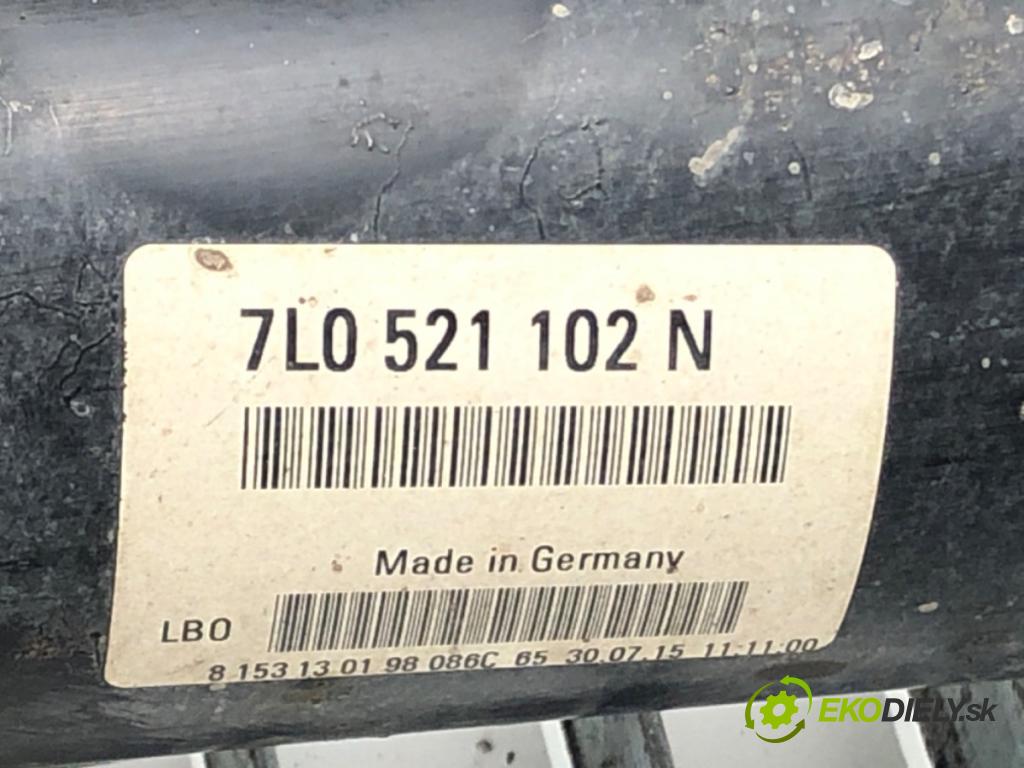 7L0 521 102 N
Made in Germany
LBO
8 153 13 01 98 086C 65 30.07.15 11:11:00
EKODIELY.sk